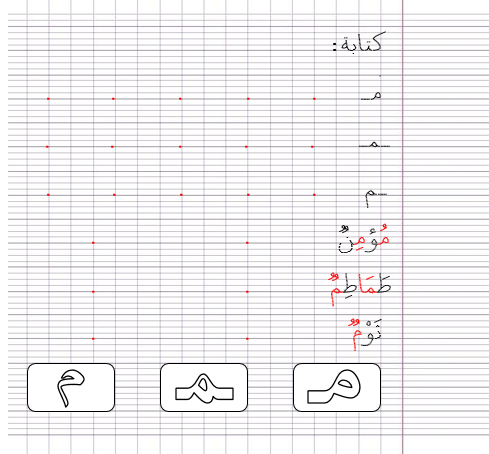 كتابة :
مـ
ـمـ
ـم
مُؤْمِنٌ
طَمَاطِمٌ
نَوْمٌ
مـ ـمـ م